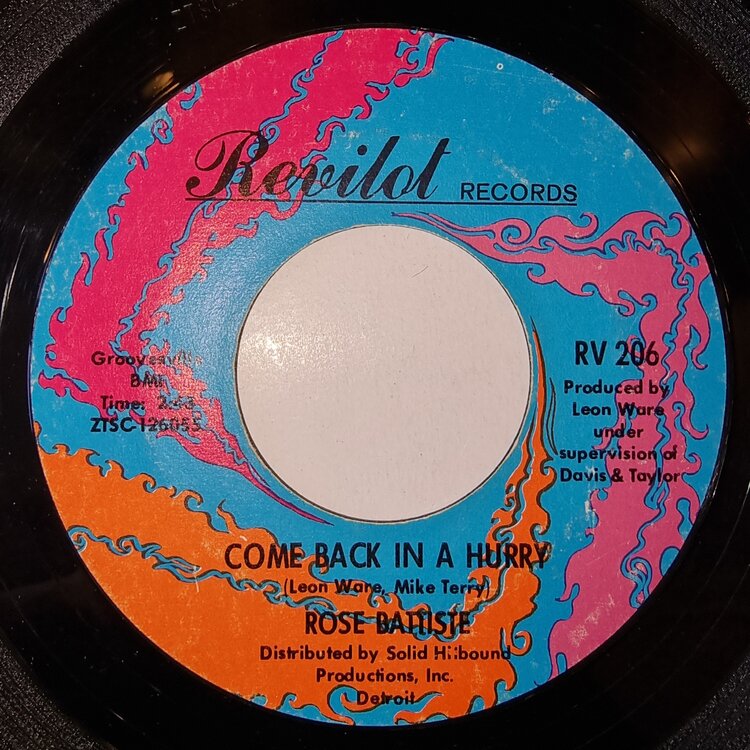 Revilot RECORDS
Groovesville
BMI
Time: 2:
ZTSC-126055
RV 206
Produced by
Leon Ware
under
supervision of
Davis & Taylor
COME BACK IN A HURRY
(Leon Ware, Mike Terry)
ROSE BATTISTE
Distributed by Solid Hitbound
Productions, Inc.
Detroit